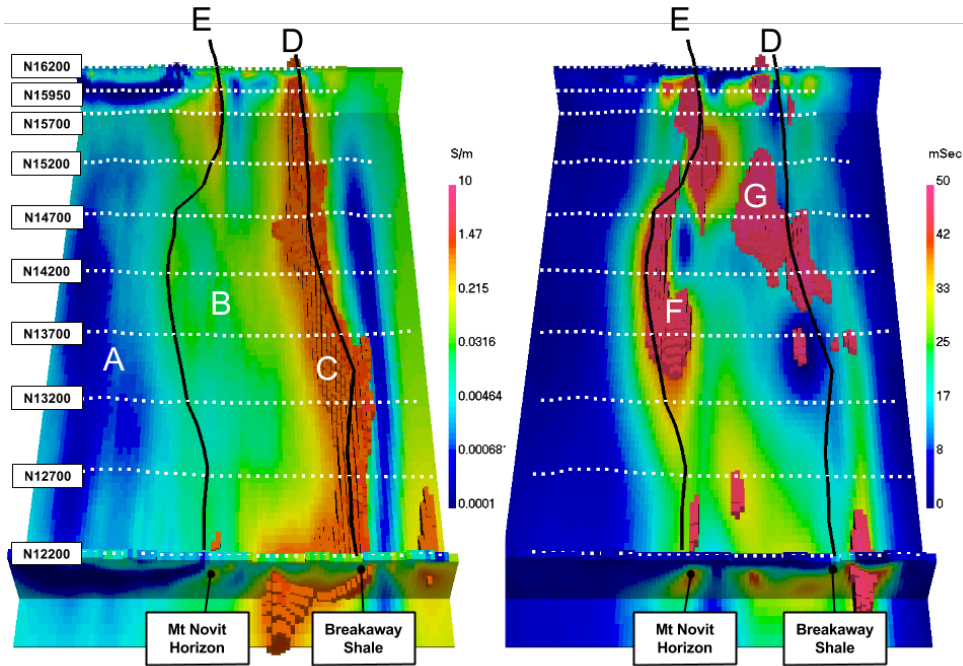 E
D
E
D
N16200
N15950
N15700
N15200
N14700
N14200
N13700
N13200
N12700
N12200
S/m
10
1.47
0.215
0.0316
0.00464
0.00068
0.0001
mSec
50
42
33
25
17
8
0
A
B
C
F
G
Mt Novit
Horizon
Breakaway
Shale
Mt Novit
Horizon
Breakaway
Shale